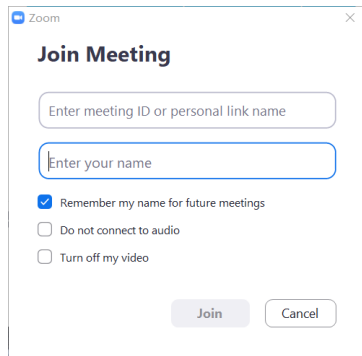 Zoom
Join Meeting
Enter meeting ID or personal link name
Enter your name
Remember my name for future meetings
Do not connect to audio
Turn off my video
Join Cancel